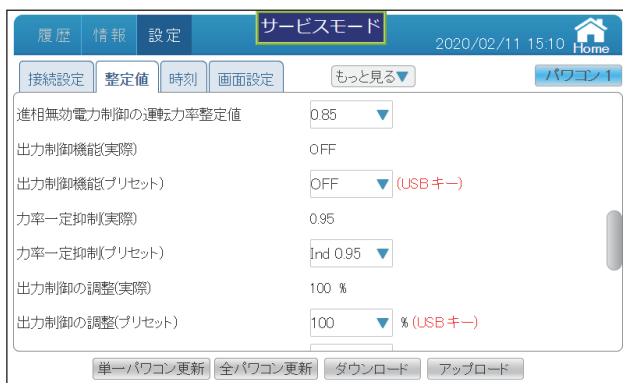 サービスモード
履歴 情報 設定 2020/02/11 15:10 Home
接続設定 整定値 時刻 画面設定 もっと見る▼ パワコン 1
進相無効電力制御の運転力率整定値 0.85 ▼
出力制御機能(実際) OFF
出力制御機能(プリセット) OFF ▼ (USBキー)
力率一定抑制(実際) 0.95
力率一定抑制(プリセット) Ind 0.95 ▼
出力制御の調整(実際) 100 %
出力制御の調整(プリセット) 100 ▼ % (USBキー)
単一パワコン更新 全パワコン更新 ダウンロード アップロード